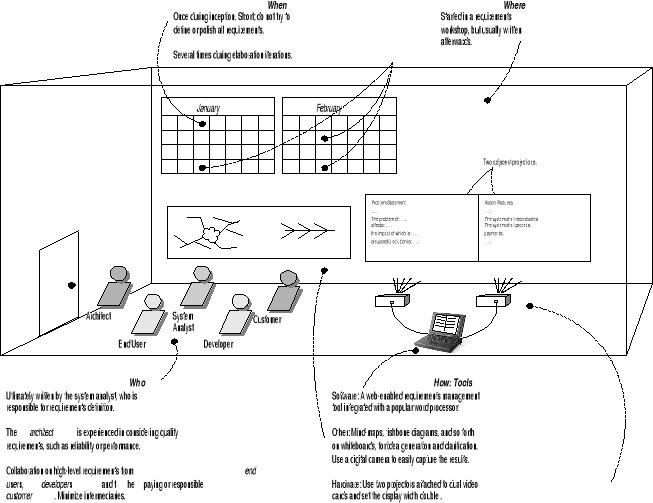 When
Once during inception. Short; do not try to
define or polish all requirements.
Several times during elaboration iterations.
Where
Started in a requirements
workshop, but usually written
afterwards.
January
February
Two adjacent projections.
Problem Statement
. . .
The problem of . . .
affects . . .
the impact of which is . . .
a successful solution is . . .
Vision Features
. . .
The system shall
The system shall process
payments.
. . .
Architect
End User
System
Analyst
Developer
Customer
Who
Ultimately written by the system analyst, who is
responsible for requirements definition.
The architect is experienced in considering quality
requirements, such as reliability or performance.
Collaboration on high-level requirements from end
users, developers and the paying or responsible
customer . Minimize intermediaries.
How: Tools
Software: A web-enabled requirements management
tool integrated with a popular word processor.
Other: Mind maps, fishbone diagrams, and so forth
on whiteboards, for idea generation and clarification.
Use a digital camera to easily capture the results.
Hardware: Use two projectors attached to dual video
cards and set the display width double .